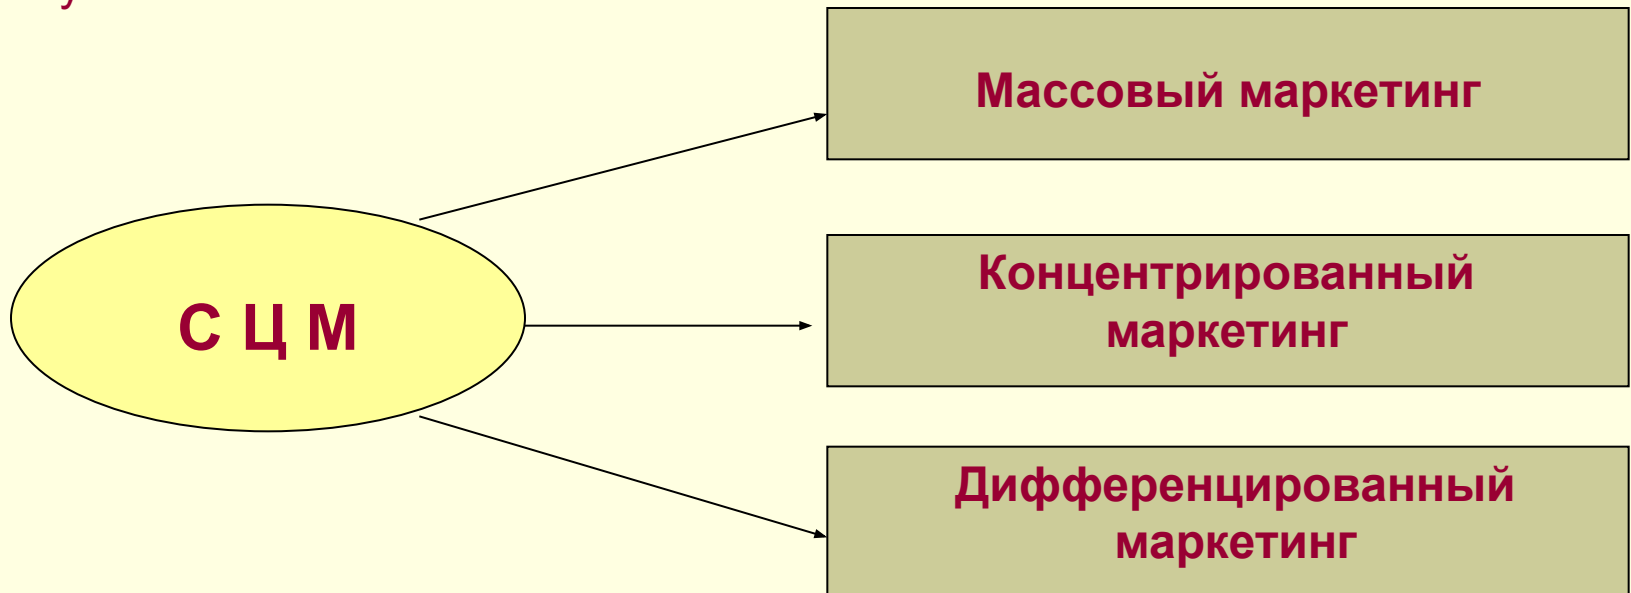 Массовый маркетинг
С Ц М
Концентрированный
маркетинг
Дифференцированный
маркетинг